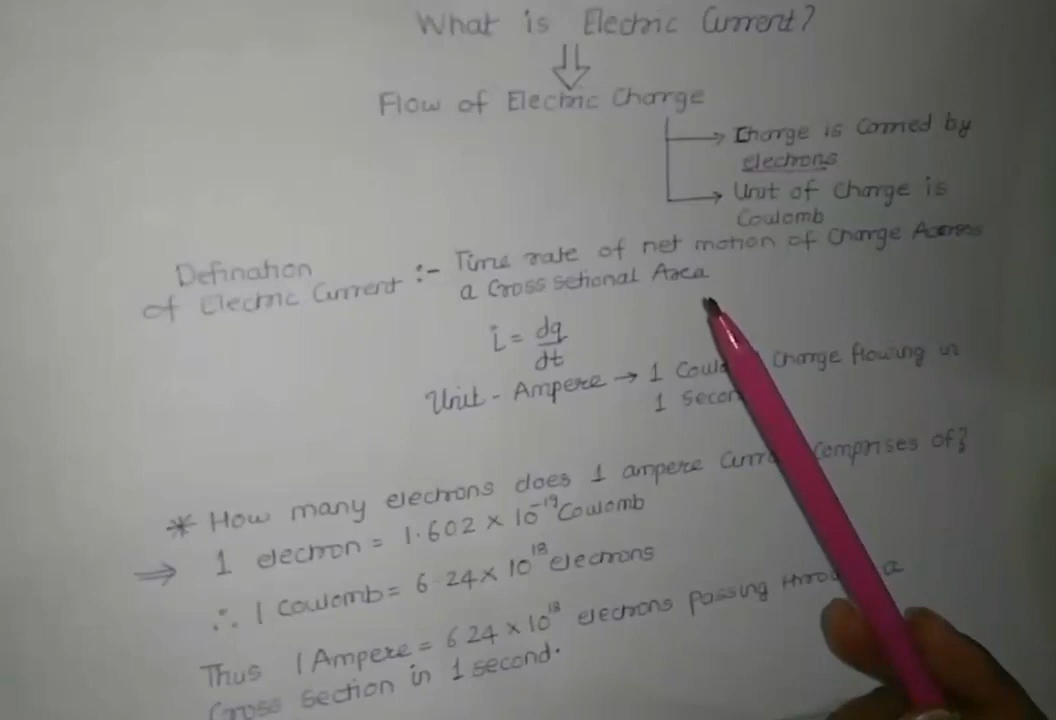 What is Electric Current?
⇓
Flow of Electric Charge
→ Charge is Carried by
electrons
→ Unit of Charge is
Coulomb
Defination
of Electric Current :- Time rate of net motion of Charge Across
a Cross setional Area
i = dq/dt
Unit - Ampere → 1 Coul Charge flowing in
1 Secon
* How many electrons does 1 ampere Curr Comprises of?
⇒ 1 electron = 1.602 × 10⁻¹⁹ Coulomb
∴ 1 Coulomb = 6.24 × 10¹⁸ electrons
Thus 1 Ampere = 6.24 × 10¹⁸ electrons passing throu a
Cross Section in 1 second.